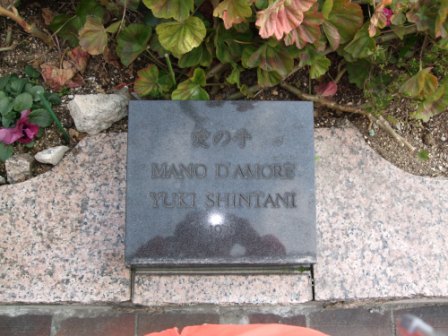 愛の手
MANO D'AMORE
YUKI SHINTANI